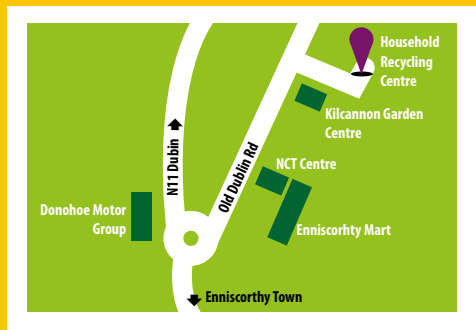 Household
Recycling
Centre
Kilcannon Garden
Centre
N11 Dubin
Old Dublin Rd
NCT Centre
Donohoe Motor
Group
Enniscorhty Mart
Enniscorthy Town